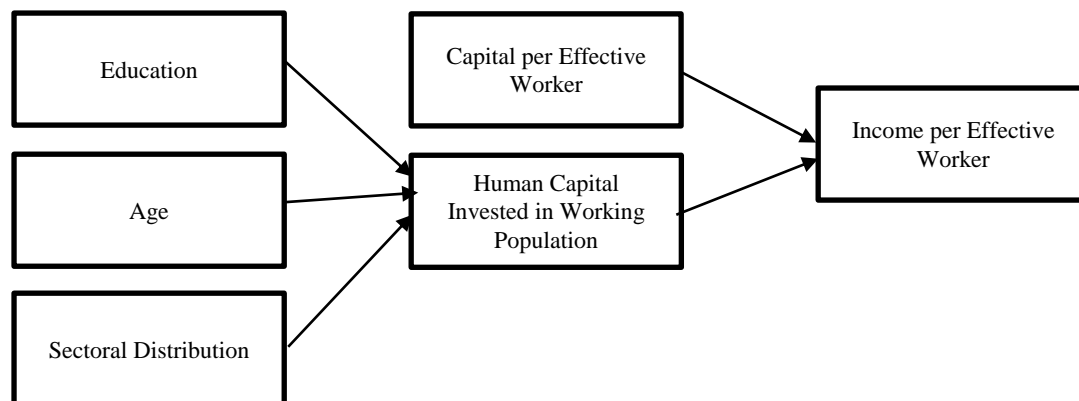 Education
Age
Sectoral Distribution
Capital per Effective
Worker
Human Capital
Invested in Working
Population
Income per Effective
Worker